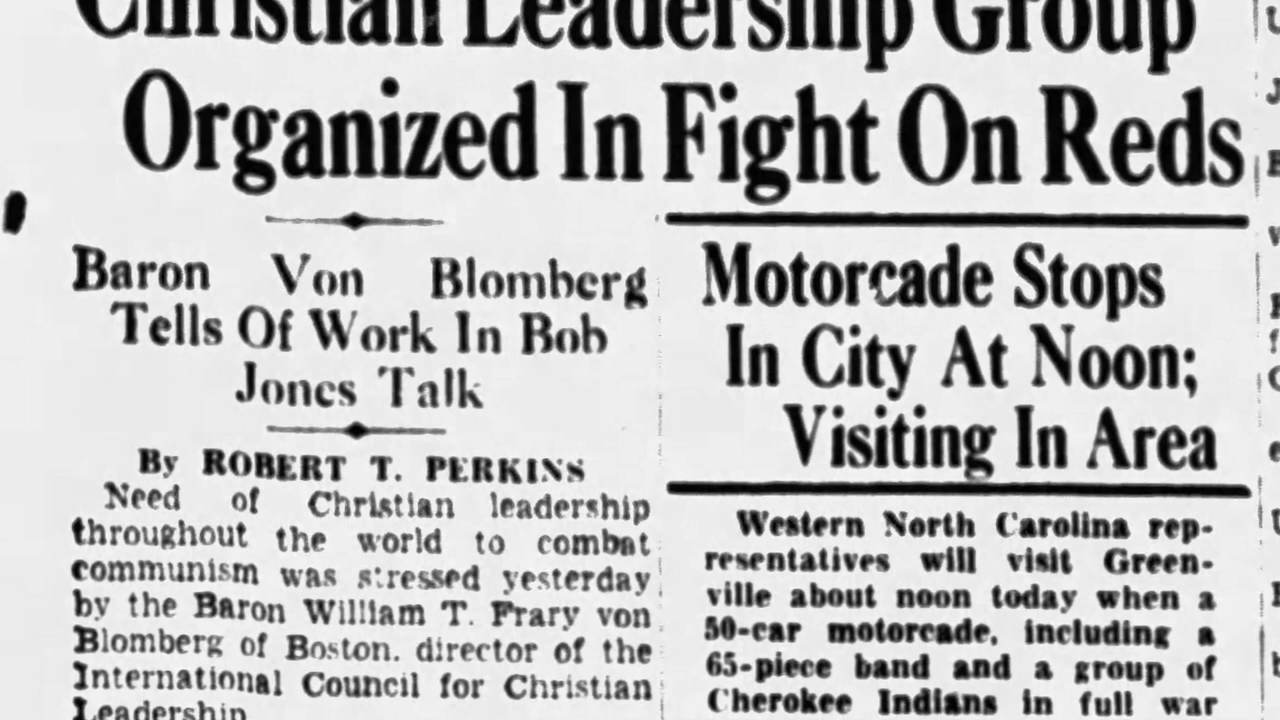 Christian Leadership Group
Organized In Fight On Reds
Baron Von Blomberg
Tells Of Work In Bob
Jones Talk
By ROBERT T. PERKINS
Need of Christian leadership
throughout the world to combat
communism was stressed yesterday
by the Baron William T. Frary von
Blomberg of Boston, director of the
International Council for Christian
Leadership.
Motorcade Stops
In City At Noon;
Visiting In Area
Western North Carolina rep-
resentatives will visit Green-
ville about noon today when a
50-car motorcade, including a
65-piece band and a group of
Cherokee Indians in full war